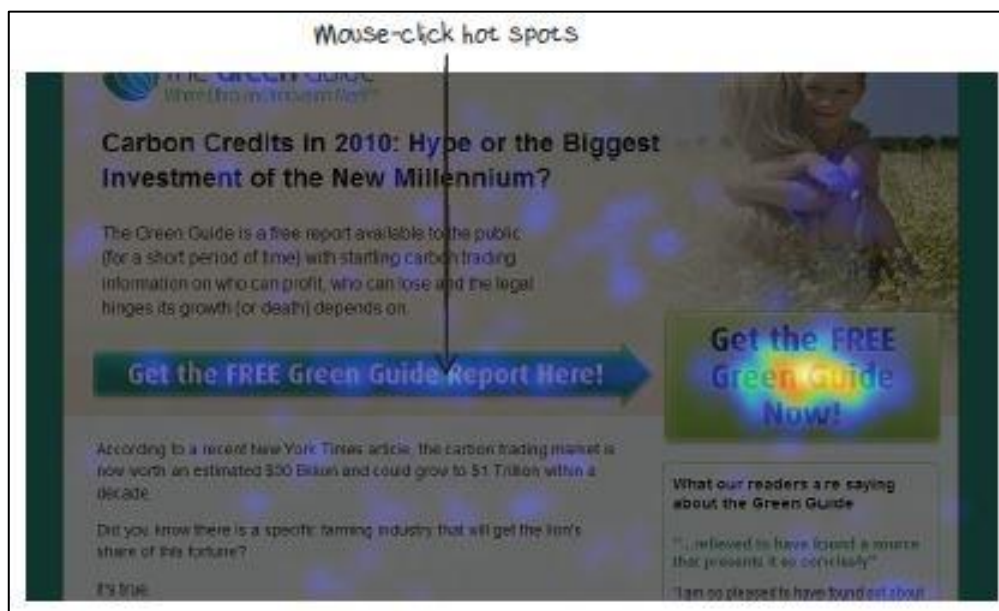 Mouse-click hot spots
The Green Guide
Carbon Credits in 2010: Hype or the Biggest
Investment of the New Millennium?
The Green Guide is a free report available to the public
(for a short period of time) with startling carbon trading
information on who can profit, who can lose and the legal
hinges its growth (or death) depends on.
Get the FREE Green Guide Report Here!
Get the FREE
Green Guide
Now!
According to a recent New York Times article, the carbon trading market is
now worth an estimated $30 Billion and could grow to $1 Trillion within a
decade.
Did you know there is a specific farming industry that will get the lion's
share of this fortune?
It's true.
What our readers are saying
about the Green Guide
"...relieved to have found a source
that presents it so concisely"
"I am so pleased to have found out about